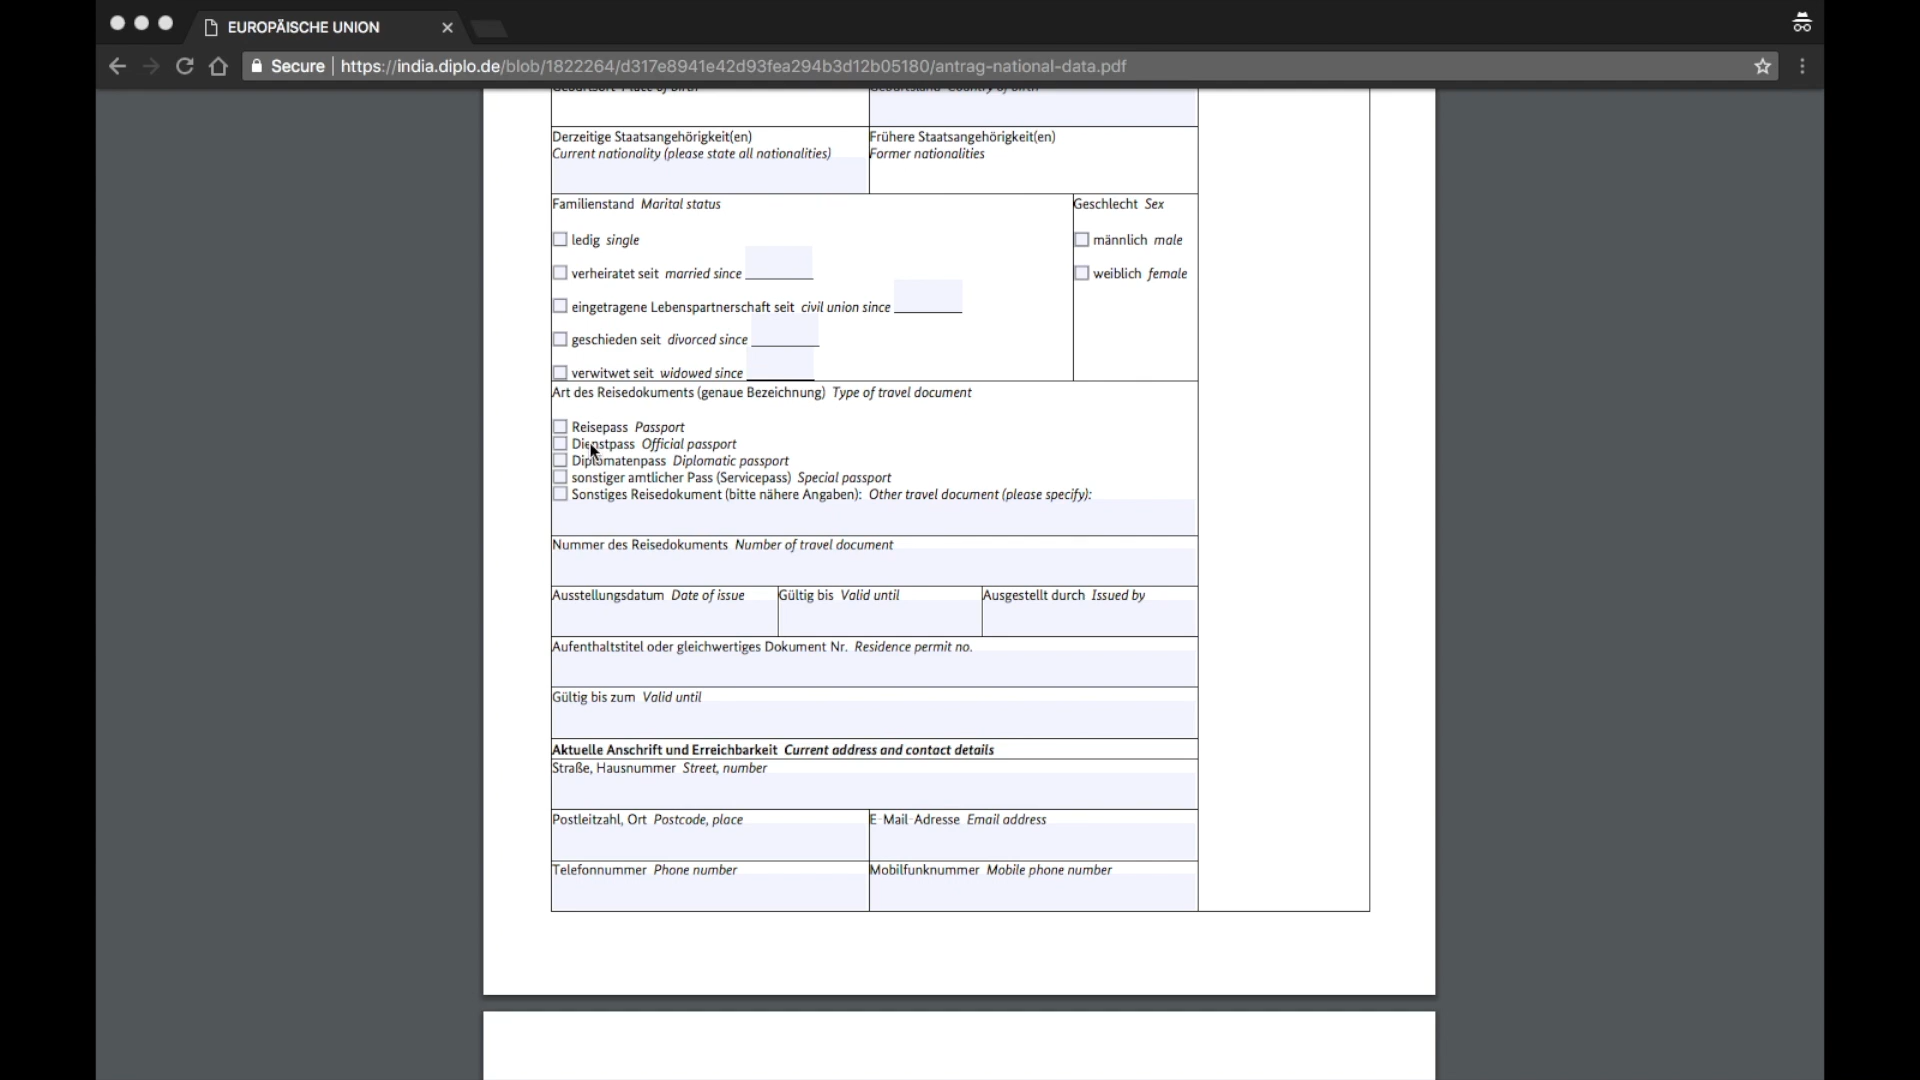 EUROPÄISCHE UNION
Secure | https://india.diplo.de/blob/1822264/d317e8941e42d93fea294b3d12b05180/antrag-national-data.pdf
Geburtsort Place of birth Geburtsland Country of birth
Derzeitige Staatsangehörigkeit(en) Frühere Staatsangehörigkeit(en)
Current nationality (please state all nationalities) Former nationalities
Familienstand Marital status Geschlecht Sex
ledig single männlich male
verheiratet seit married since weiblich female
eingetragene Lebenspartnerschaft seit civil union since
geschieden seit divorced since
verwitwet seit widowed since
Art des Reisedokuments (genaue Bezeichnung) Type of travel document
Reisepass Passport
Dienstpass Official passport
Diplomatenpass Diplomatic passport
sonstiger amtlicher Pass (Servicepass) Special passport
Sonstiges Reisedokument (bitte nähere Angaben): Other travel document (please specify):
Nummer des Reisedokuments Number of travel document
Ausstellungsdatum Date of issue Gültig bis Valid until Ausgestellt durch Issued by
Aufenthaltstitel oder gleichwertiges Dokument Nr. Residence permit no.
Gültig bis zum Valid until
Aktuelle Anschrift und Erreichbarkeit Current address and contact details
Straße, Hausnummer Street, number
Postleitzahl, Ort Postcode, place E-Mail-Adresse Email address
Telefonnummer Phone number Mobilfunknummer Mobile phone number